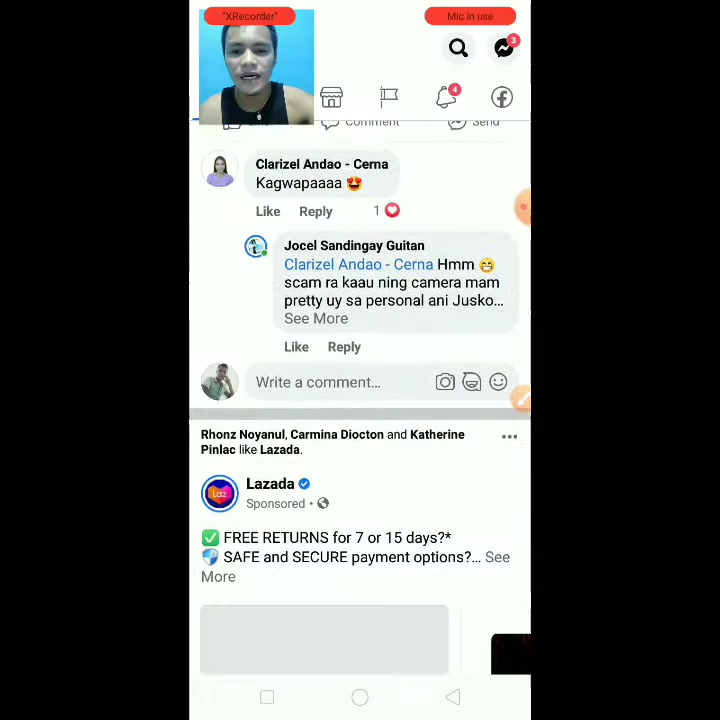 "XRecorder"
Mic in use
3
4
Comment
Send
Clarizel Andao - Cerna
Kagwapaaaa 😍
Like Reply 1
Jocel Sandingay Guitan
Clarizel Andao - Cerna Hmm 😁
scam ra kaau ning camera mam
pretty uy sa personal ani Jusko...
See More
Like Reply
Write a comment...
Rhonz Noyanul, Carmina Diocton and Katherine
Pinlac like Lazada.
Laz
Lazada
Sponsored •
✅ FREE RETURNS for 7 or 15 days?*
🛡️ SAFE and SECURE payment options?... See
More